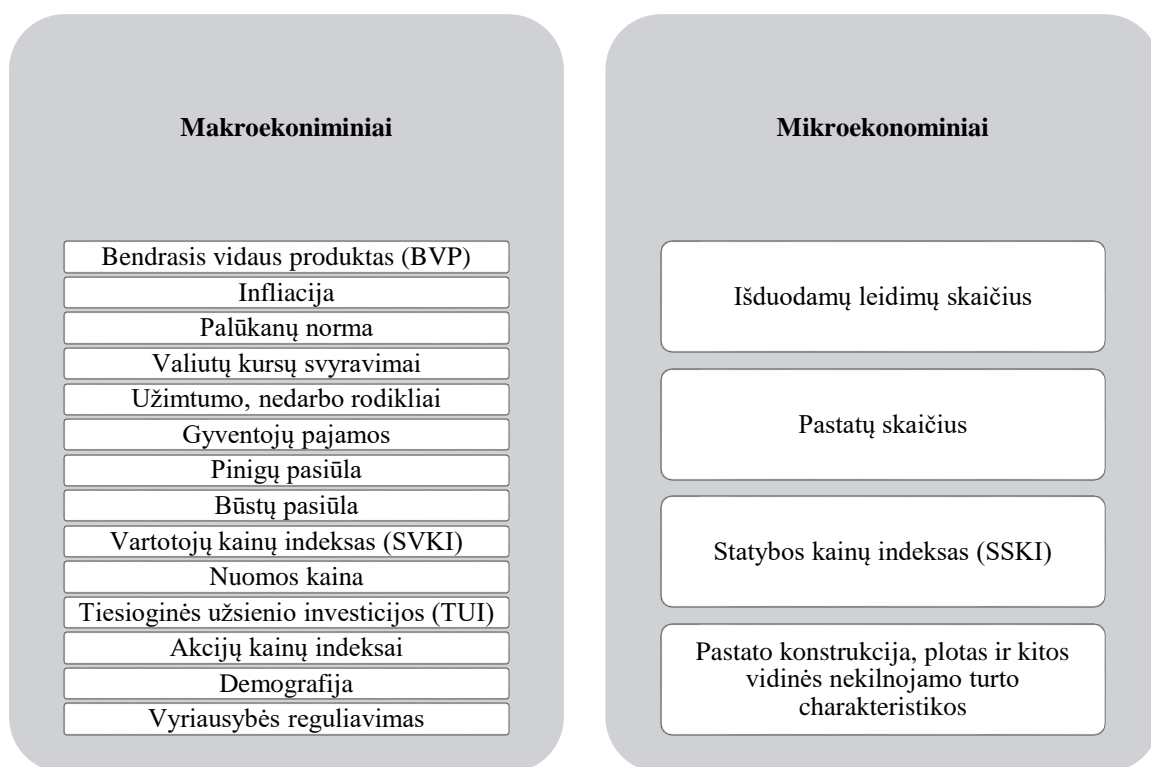 Makroekoniminiai
Bendrasis vidaus produktas (BVP)
Infliacija
Palūkanų norma
Valiutų kursų svyravimai
Užimtumo, nedarbo rodikliai
Gyventojų pajamos
Pinigų pasiūla
Būstų pasiūla
Vartotojų kainų indeksas (SVKI)
Nuomos kaina
Tiesioginės užsienio investicijos (TUI)
Akcijų kainų indeksai
Demografija
Vyriausybės reguliavimas
Mikroekonominiai
Išduodamų leidimų skaičius
Pastatų skaičius
Statybos kainų indeksas (SSKI)
Pastato konstrukcija, plotas ir kitos
vidinės nekilnojamo turto
charakteristikos